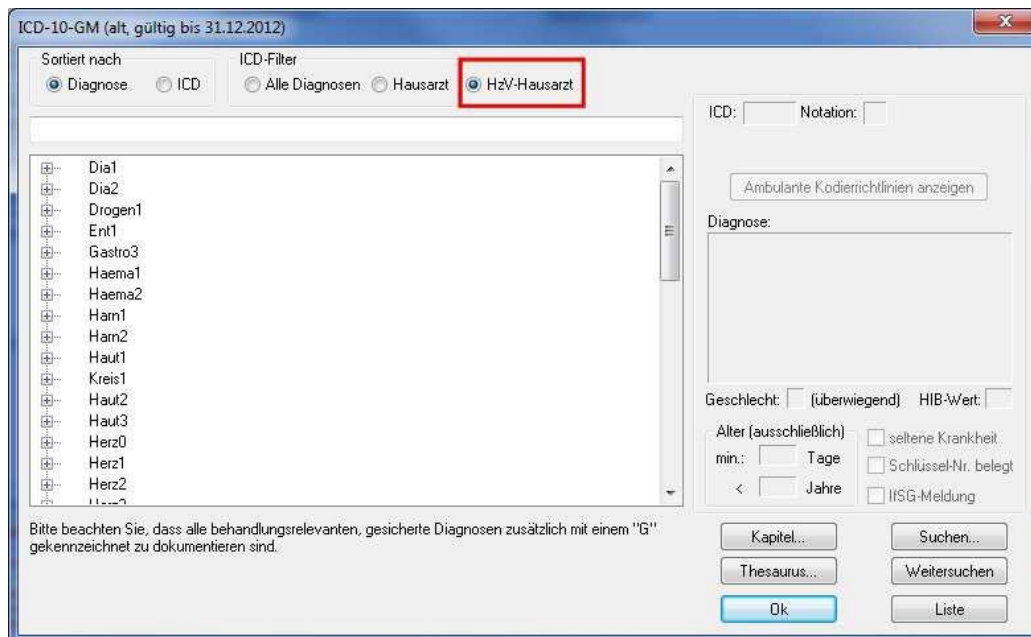 ICD-10-GM (alt, gültig bis 31.12.2012)
Sortiert nach
Diagnose ICD
ICD-Filter
Alle Diagnosen Hausarzt HzV-Hausarzt
ICD: Notation:
Dia1
Dia2
Drogen1
Ent1
Gastro3
Haema1
Haema2
Harn1
Harn2
Haut1
Kreis1
Haut2
Haut3
Herz0
Herz1
Herz2
Ambulante Kodierrichtlinien anzeigen
Diagnose:
Geschlecht: (überwiegend) HIB-Wert:
Alter (ausschließlich)
min.: Tage
< Jahre
seltene Krankheit
Schlüssel-Nr. belegt
IfSG-Meldung
Bitte beachten Sie, dass alle behandlungsrelevanten, gesicherte Diagnosen zusätzlich mit einem "G"
gekennzeichnet zu dokumentieren sind.
Kapitel... Suchen...
Thesaurus... Weitersuchen
Ok Liste